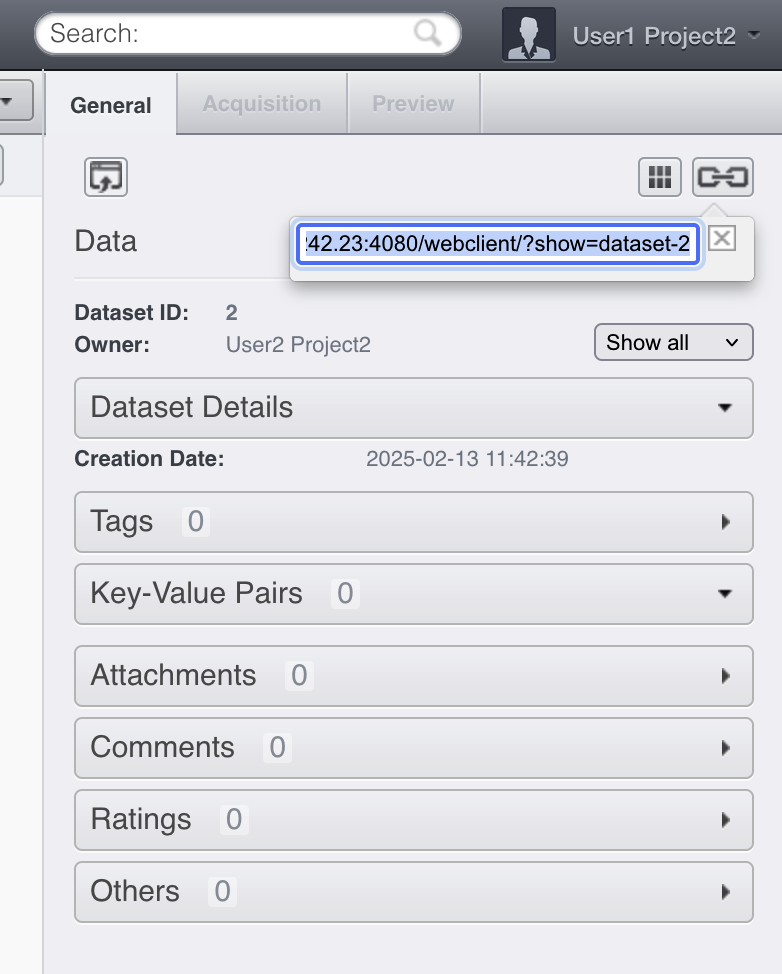 Search:
User1 Project2
General Acquisition Preview
Data
42.23:4080/webclient/?show=dataset-2
Dataset ID: 2
Owner: User2 Project2
Show all
Dataset Details
Creation Date: 2025-02-13 11:42:39
Tags 0
Key-Value Pairs 0
Attachments 0
Comments 0
Ratings 0
Others 0